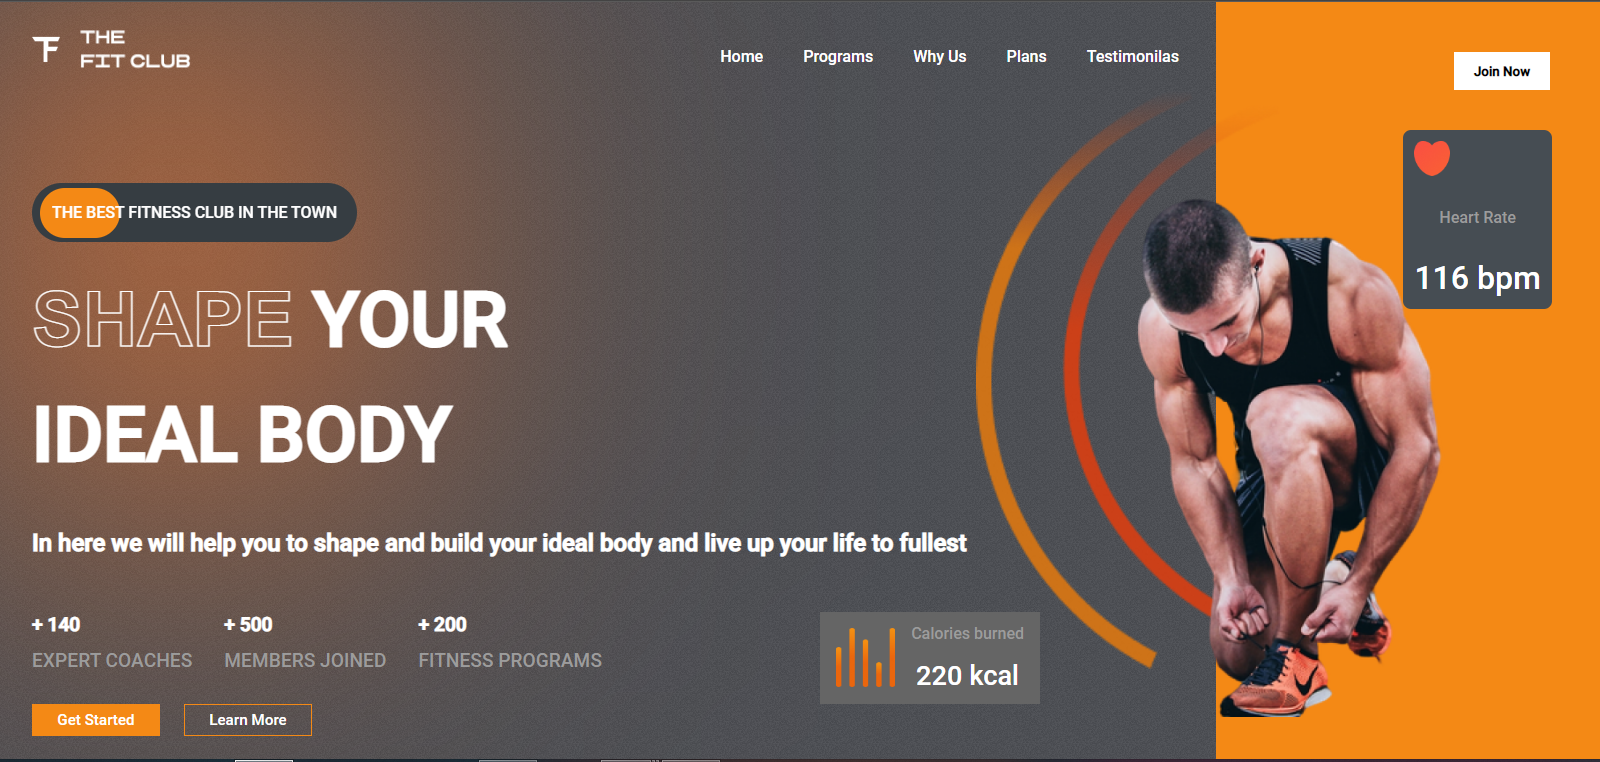 THE
FIT CLUB
Home
Programs
Why Us
Plans
Testimonilas
Join Now
Heart Rate
116 bpm
THE BEST FITNESS CLUB IN THE TOWN
SHAPE YOUR
IDEAL BODY
In here we will help you to shape and build your ideal body and live up your life to fullest
+ 140
EXPERT COACHES
+ 500
MEMBERS JOINED
+ 200
FITNESS PROGRAMS
Calories burned
220 kcal
Get Started
Learn More